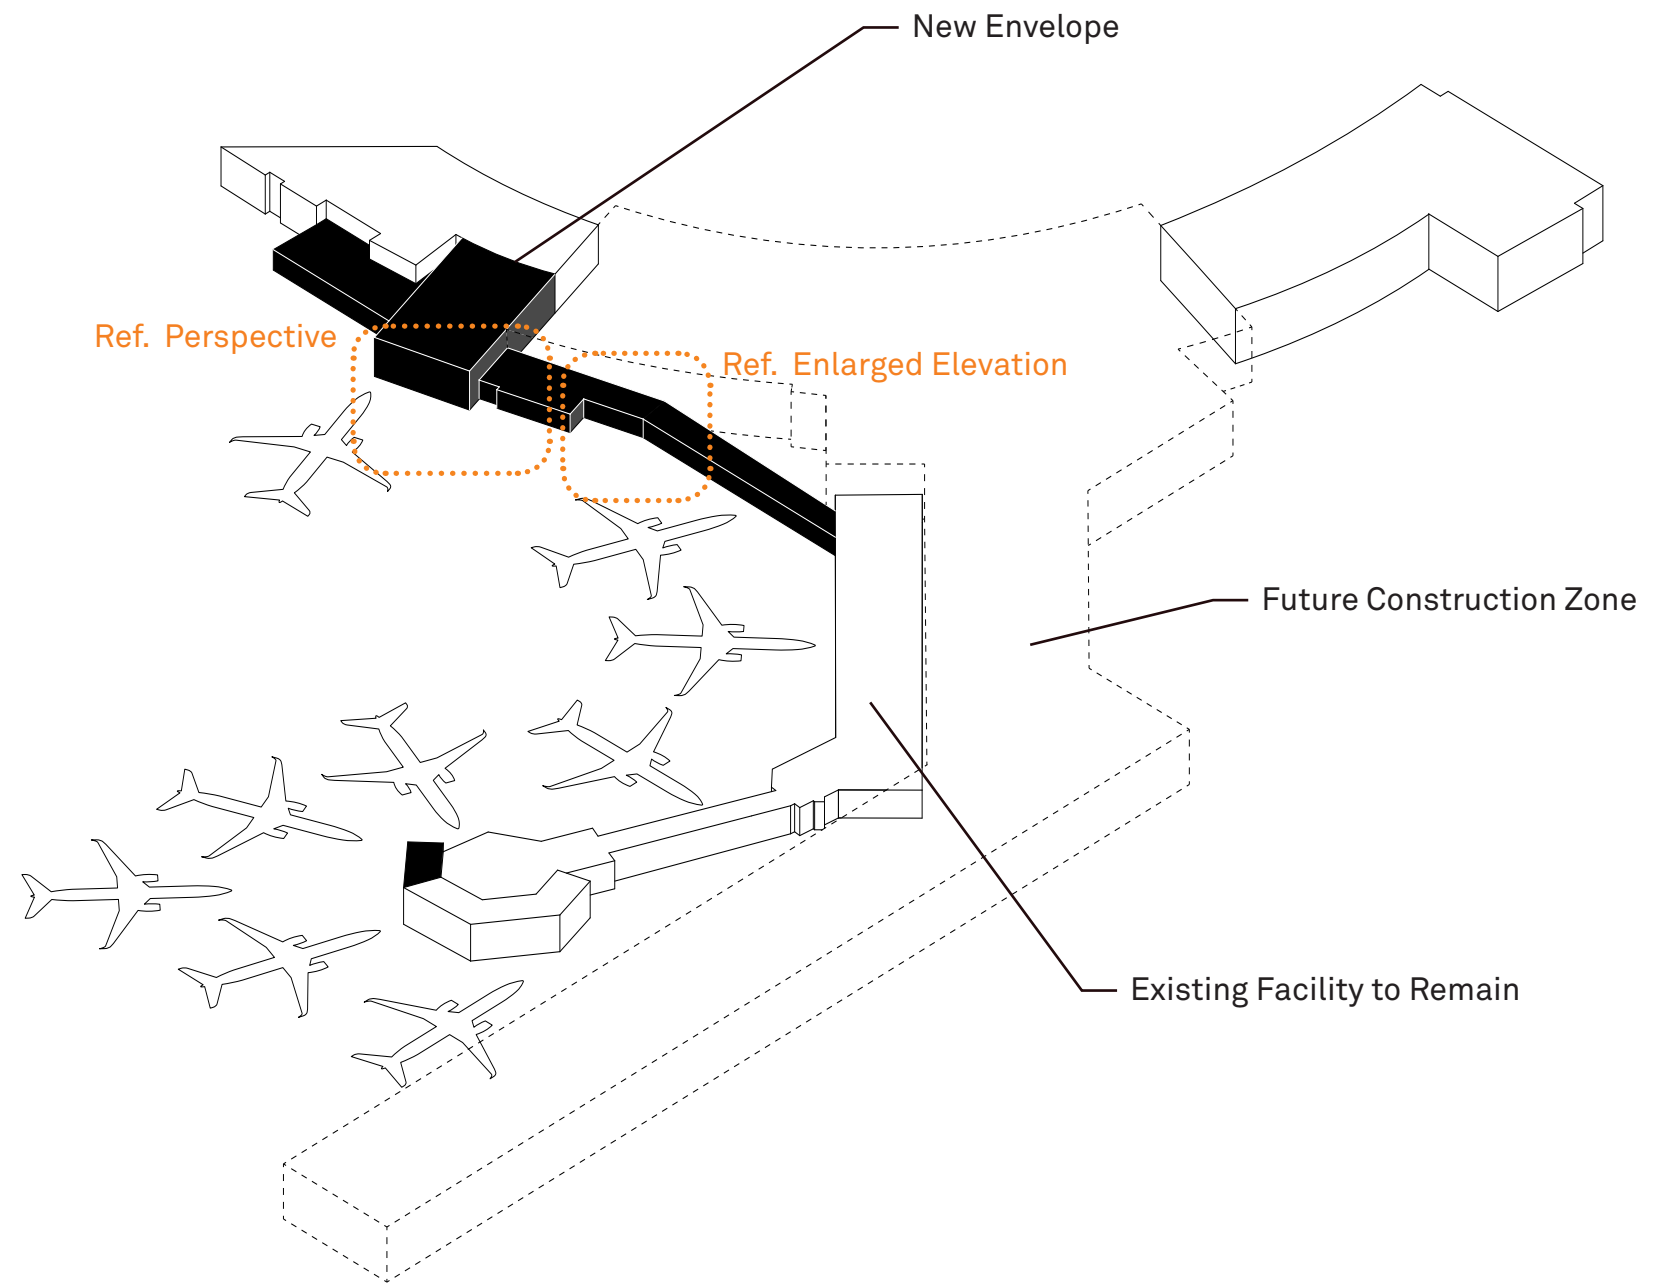 New Envelope
Ref. Perspective
Ref. Enlarged Elevation
Future Construction Zone
Existing Facility to Remain